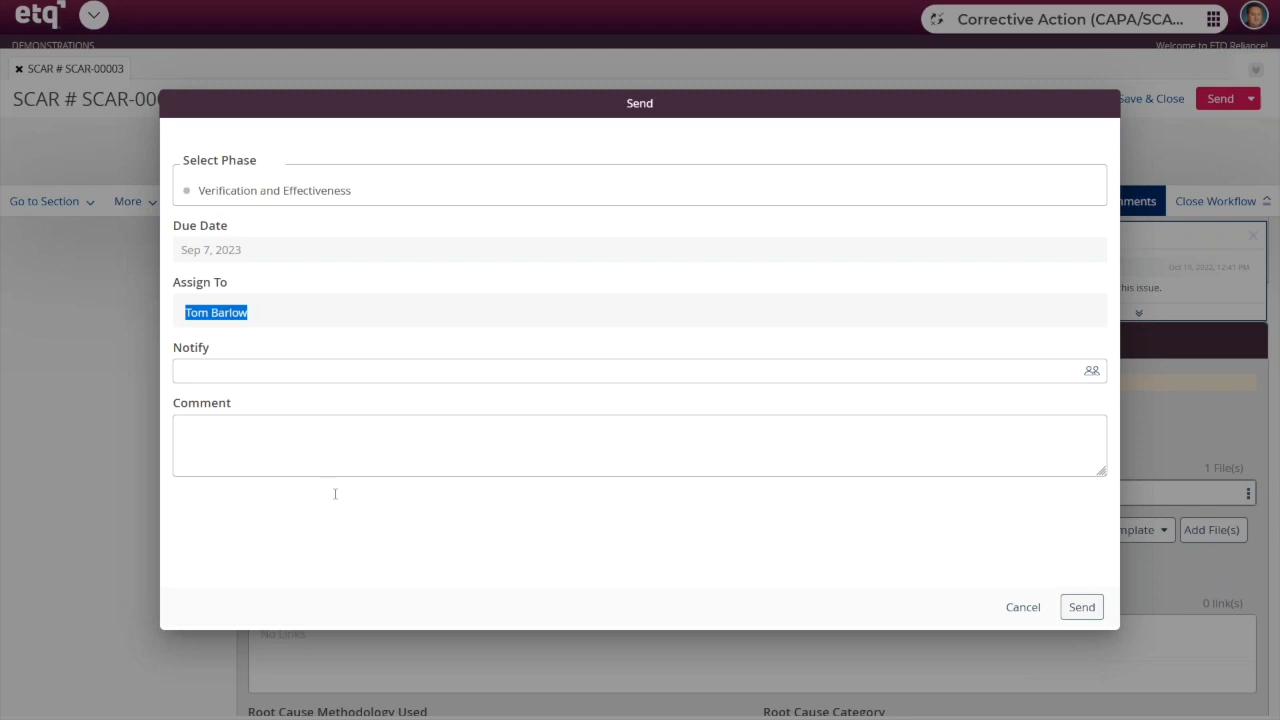 etq
Corrective Action (CAPA/SCA...
DEMONSTRATIONS
Welcome to ETQ Reliance!
SCAR # SCAR-00003
SCAR # SCAR-00
Save & Close
Send
Send
Select Phase
Verification and Effectiveness
Go to Section
More
ments
Close Workflow
Due Date
Sep 7, 2023
Oct 19, 2022, 12:41 PM
Assign To
his issue.
Tom Barlow
Notify
Comment
1 File(s)
mplate
Add File(s)
Cancel
Send
0 link(s)
No Links
Root Cause Methodology Used
Root Cause Category